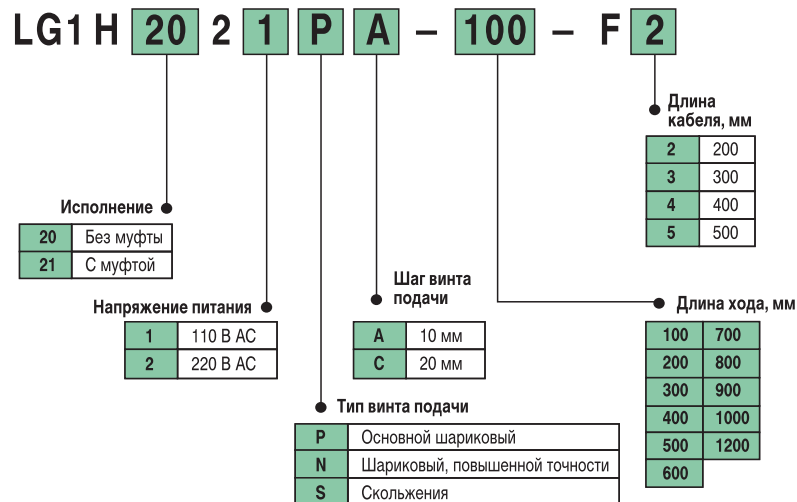 LG1 H 20 2 1 P A – 100 – F 2
Длина
кабеля, мм
2 200
3 300
4 400
5 500
Исполнение
20 Без муфты
21 С муфтой
Шаг винта
подачи
A 10 мм
C 20 мм
Напряжение питания
1 110 В AC
2 220 В AC
Длина хода, мм
100 700
200 800
300 900
400 1000
500 1200
600
Тип винта подачи
P Основной шариковый
N Шариковый, повышенной точности
S Скольжения